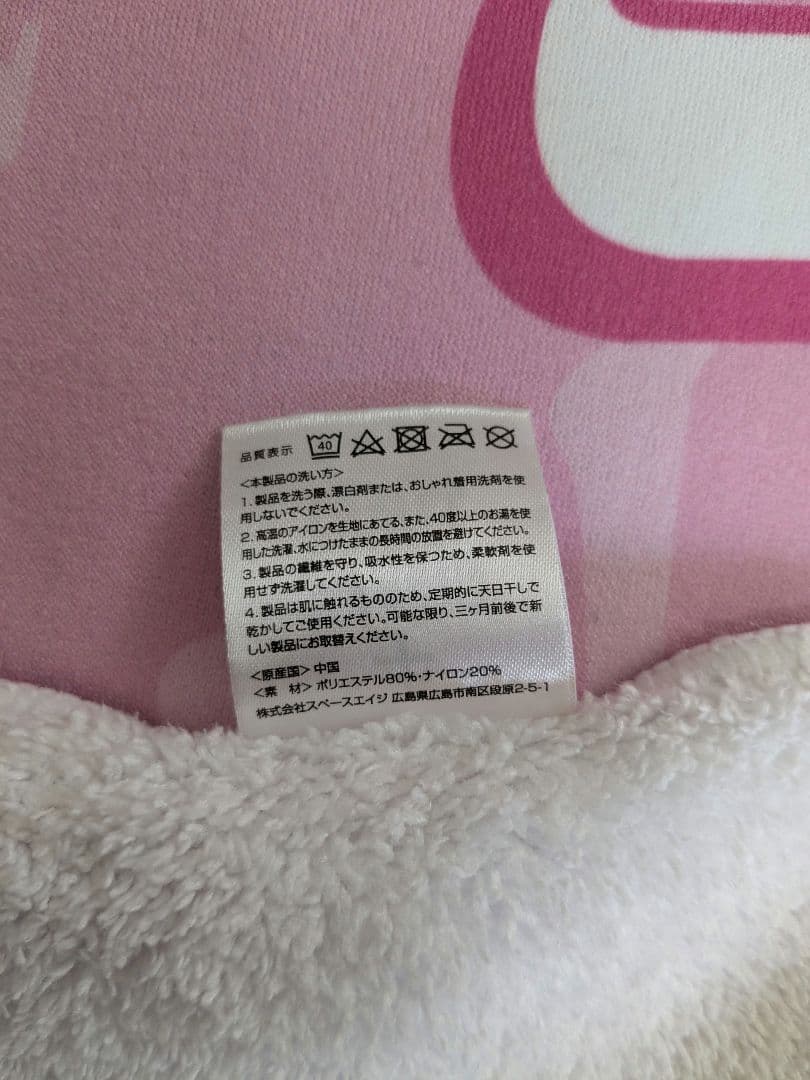 品質表示 40
<本製品の洗い方>
1. 製品を洗う際、漂白剤または、おしゃれ着用洗剤を使
用しないでください。
2. 高温のアイロンを生地にあてる、また、40度以上のお湯を使
用した洗濯、水につけたままの長時間の放置を避けてください。
3. 製品の繊維を守り、吸水性を保つため、柔軟剤を使
用せず洗濯してください。
4. 製品は肌に触れるもののため、定期的に天日干しで
乾かしてご使用ください。可能な限り、三ヶ月前後で新
しい製品にお取替えください。
<原産国> 中国
<素 材> ポリエステル80%・ナイロン20%
株式会社スペースエイジ 広島県広島市南区段原2-5-1